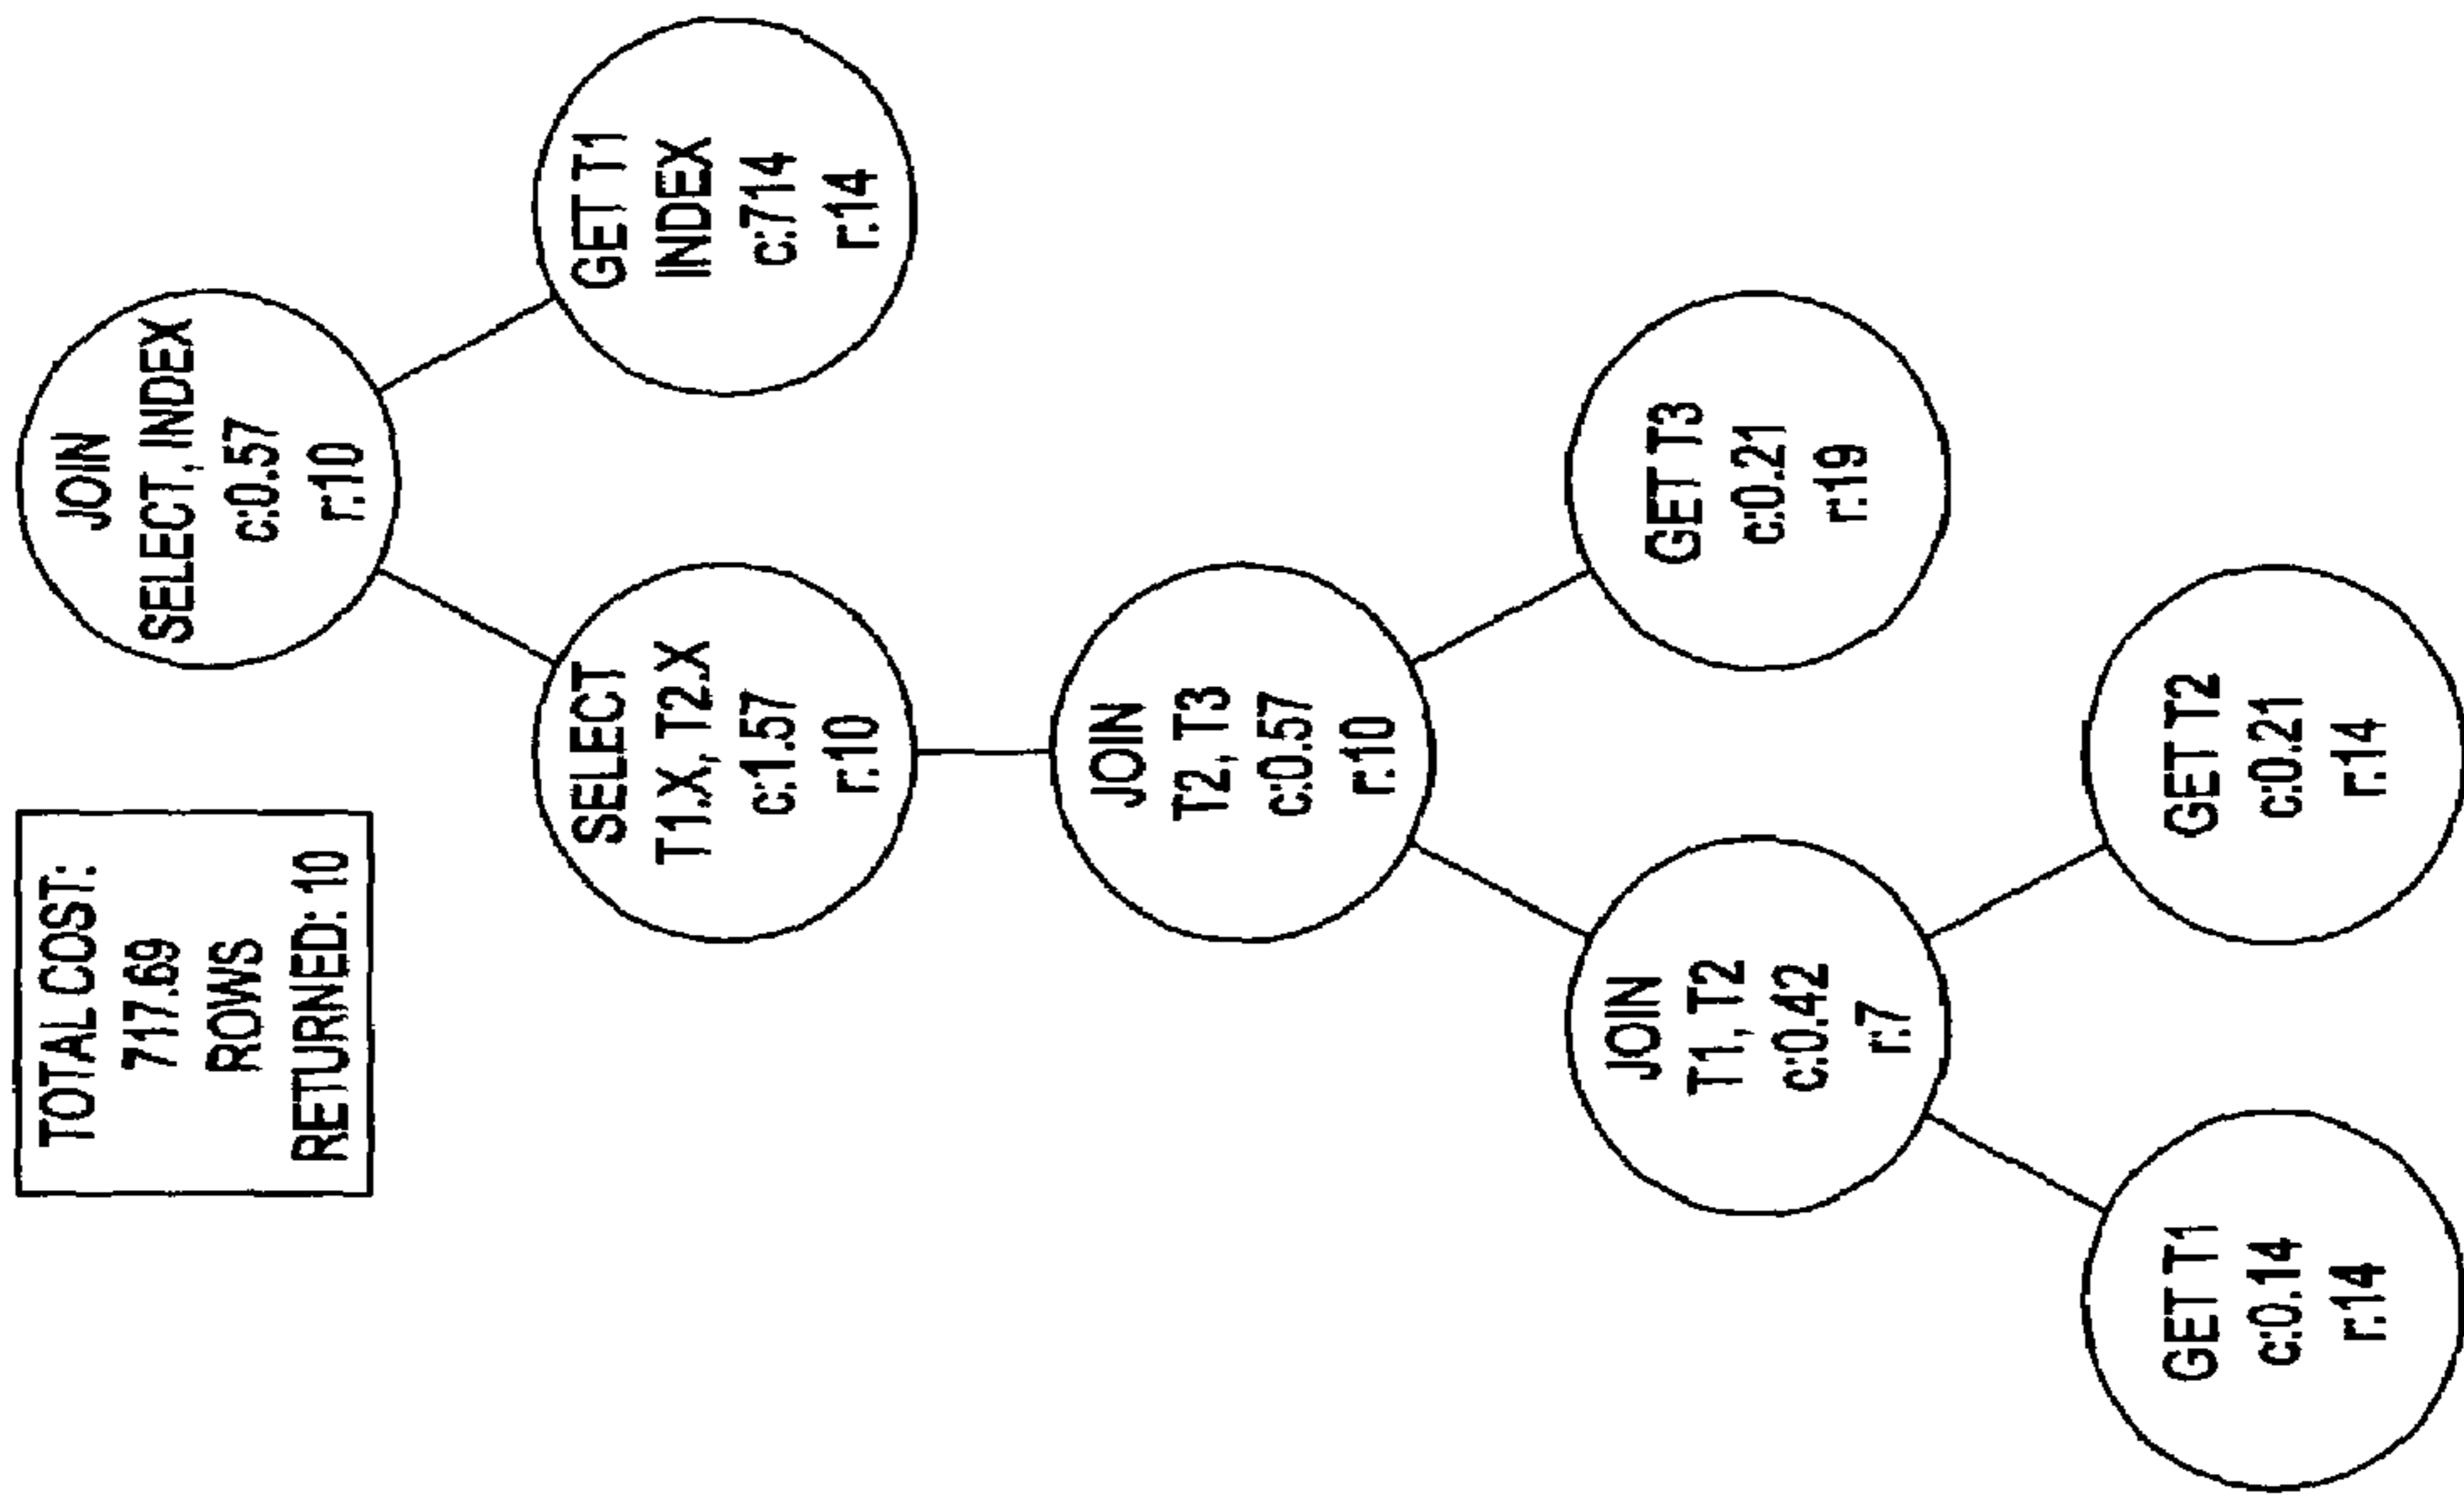 TOTAL COST:
717.69
ROWS
RETURNED: 10
JOIN
SELECT, INDEX
c:0.57
r:10
SELECT
T1.X, T2.X
c:1.57
r:10
GET T1
INDEX
c:714
r:14
JOIN
T2, T3
c:0.57
r:10
JOIN
T1, T2
c:0.42
r:7
GET T3
c:0.21
r:19
GET T1
c:0.14
r:14
GET T2
c:0.21
r:14